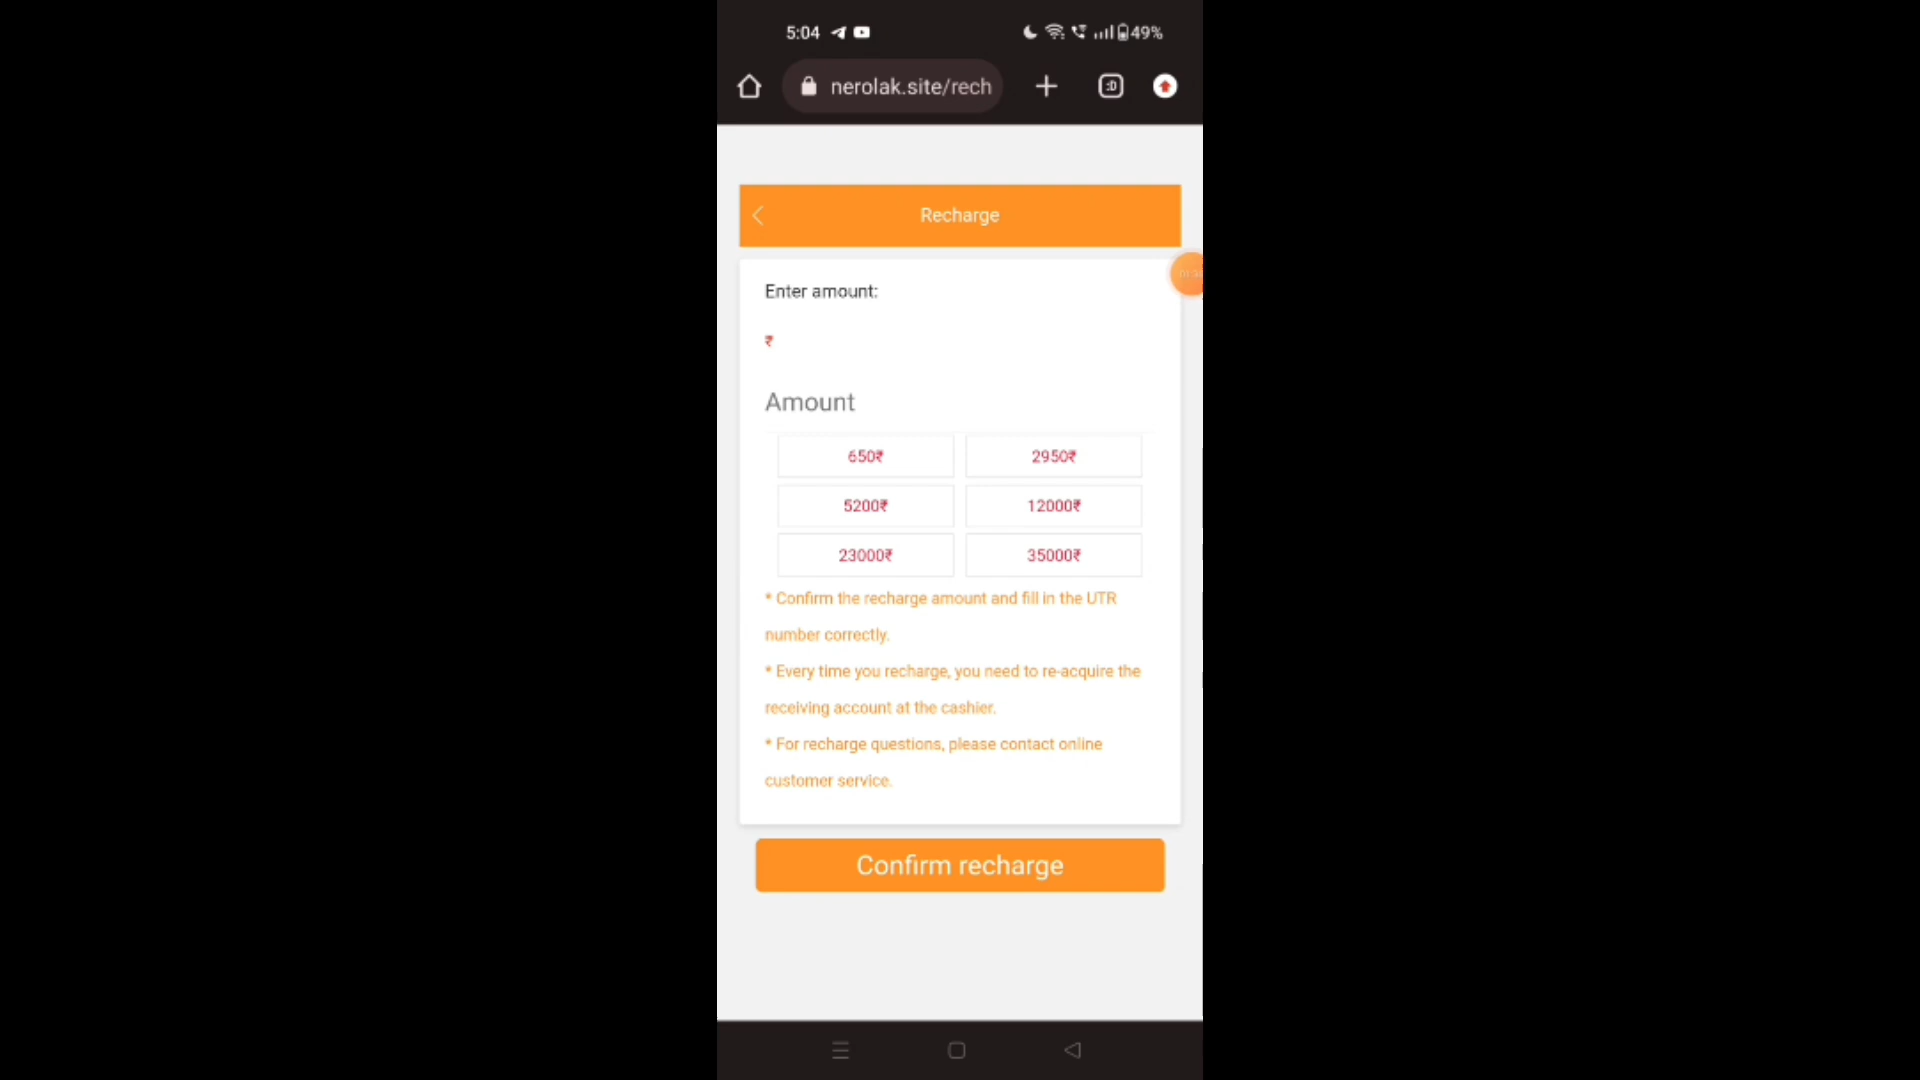 5:04 49%
nerolak.site/rech :D
Recharge
Enter amount:
₹
Amount
650₹ 2950₹
5200₹ 12000₹
23000₹ 35000₹
* Confirm the recharge amount and fill in the UTR
number correctly.
* Every time you recharge, you need to re-acquire the
receiving account at the cashier.
* For recharge questions, please contact online
customer service.
Confirm recharge